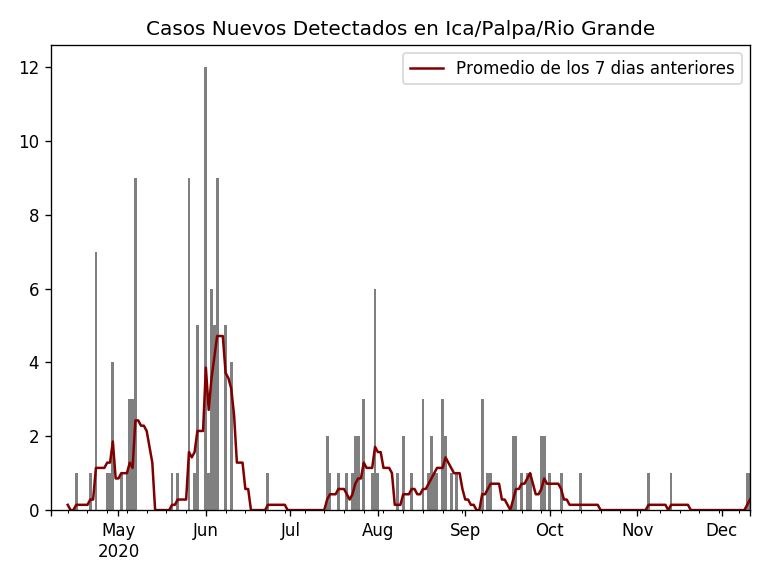 Casos Nuevos Detectados en Ica/Palpa/Rio Grande
Promedio de los 7 dias anteriores
12
10
8
6
4
2
0
May Jun Jul Aug Sep Oct Nov Dec
2020